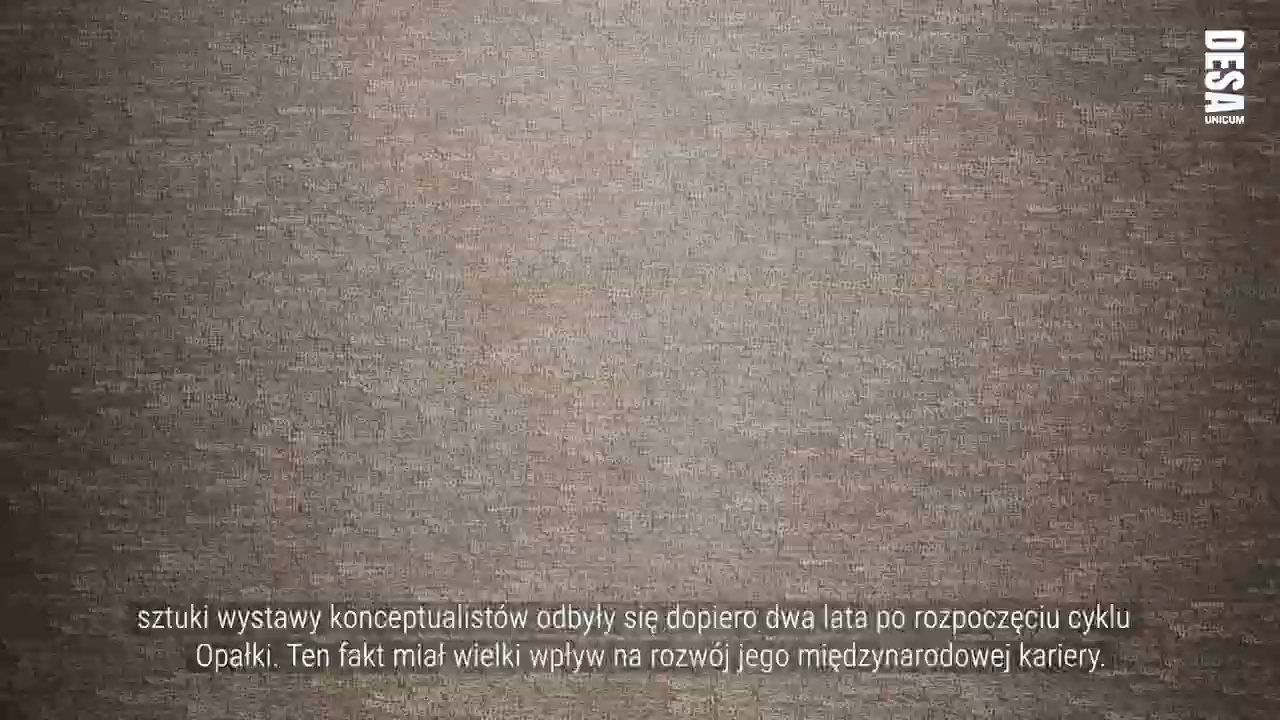 DESA
UNICUM
sztuki wystawy konceptualistów odbyły się dopiero dwa lata po rozpoczęciu cyklu
Opałki. Ten fakt miał wielki wpływ na rozwój jego międzynarodowej kariery.